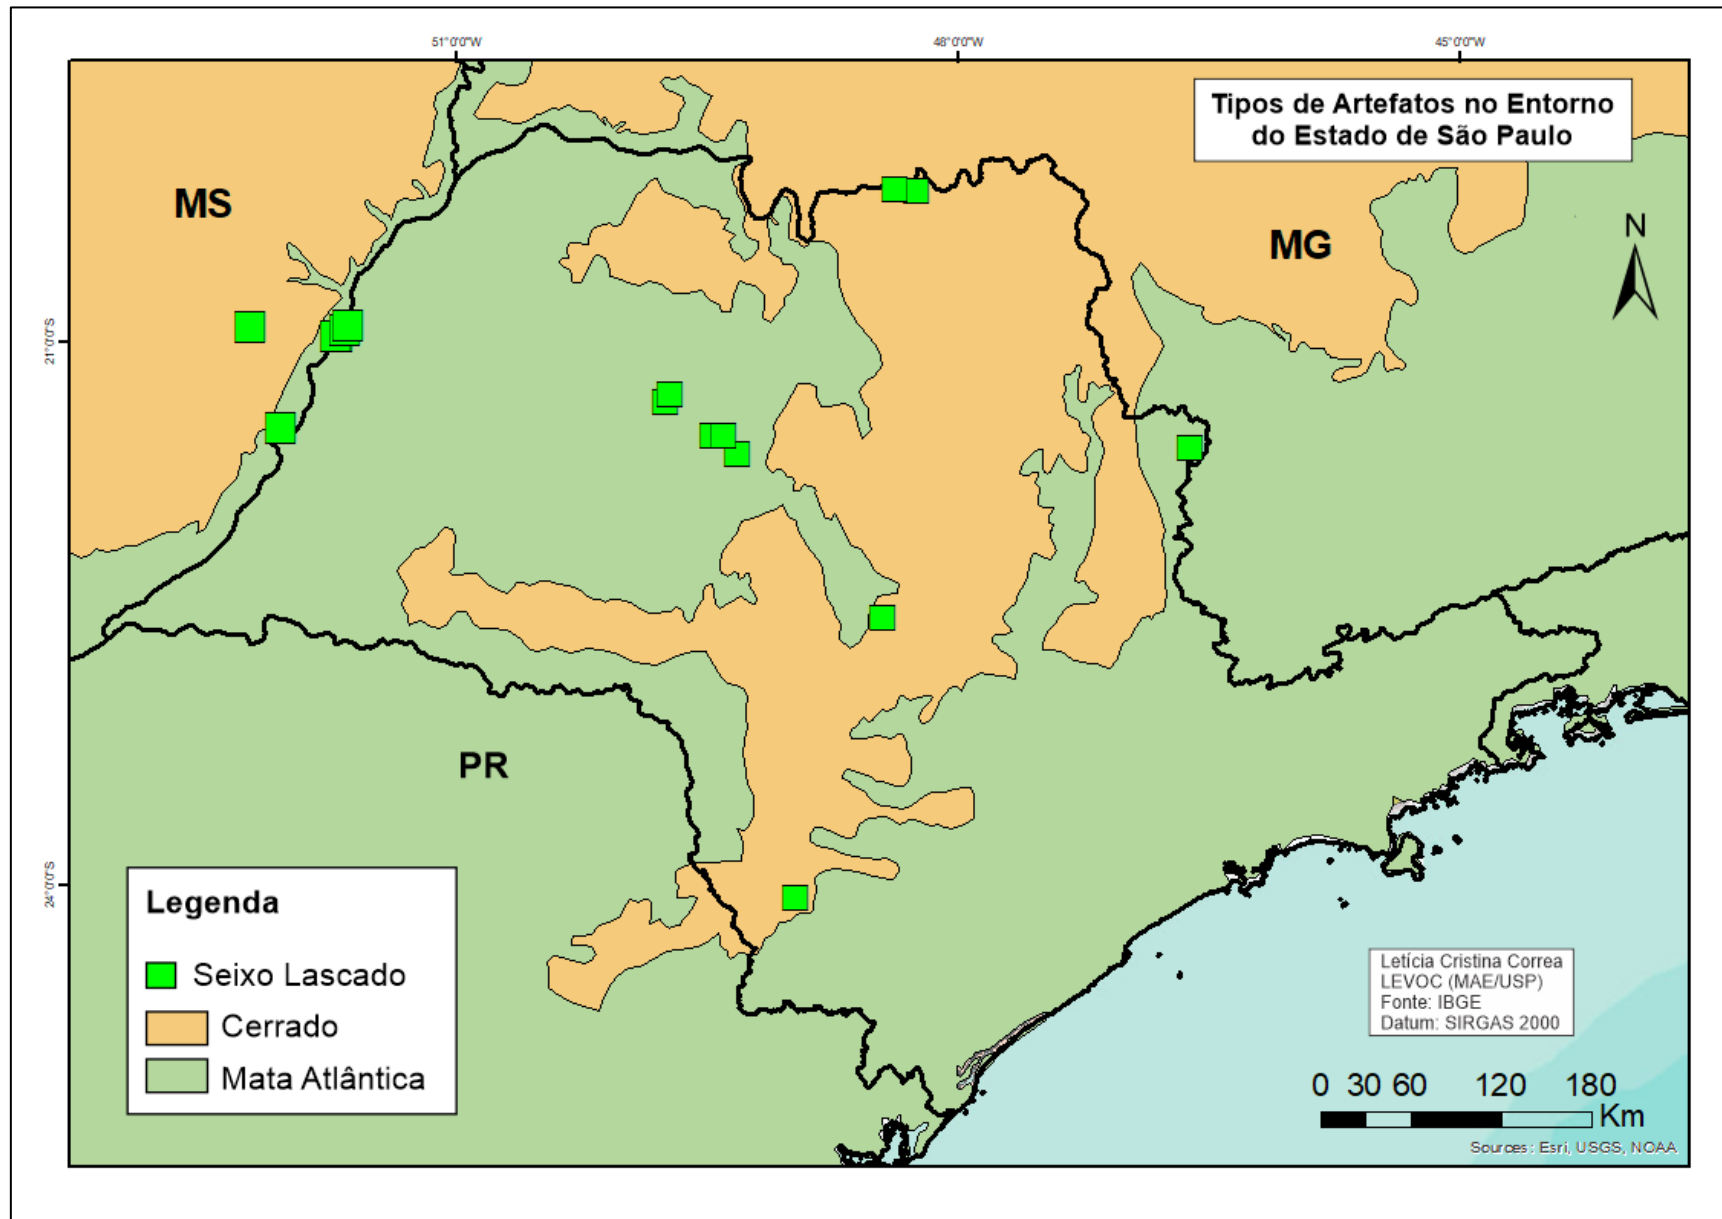 51°0'0"W
48°0'0"W
45°0'0"W
Tipos de Artefatos no Entorno
do Estado de São Paulo
MS
MG
N
21°0'0"S
PR
24°0'0"S
Legenda
Seixo Lascado
Cerrado
Mata Atlântica
Letícia Cristina Correa
LEVOC (MAE/USP)
Fonte: IBGE
Datum: SIRGAS 2000
0 30 60 120 180
Km
Sources: Esri, USGS, NOAA